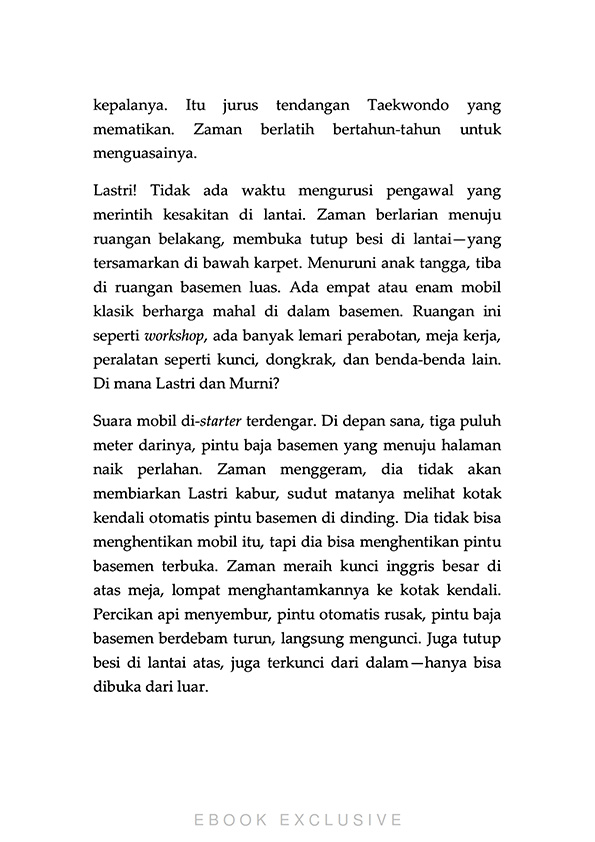 kepalanya. Itu jurus tendangan Taekwondo yang
mematikan. Zaman berlatih bertahun-tahun untuk
menguasainya.
Lastri! Tidak ada waktu mengurusi pengawal yang
merintih kesakitan di lantai. Zaman berlarian menuju
ruangan belakang, membuka tutup besi di lantai—yang
tersamarkan di bawah karpet. Menuruni anak tangga, tiba
di ruangan basemen luas. Ada empat atau enam mobil
klasik berharga mahal di dalam basemen. Ruangan ini
seperti workshop, ada banyak lemari perabotan, meja kerja,
peralatan seperti kunci, dongkrak, dan benda-benda lain.
Di mana Lastri dan Murni?
Suara mobil di-starter terdengar. Di depan sana, tiga puluh
meter darinya, pintu baja basemen yang menuju halaman
naik perlahan. Zaman menggeram, dia tidak akan
membiarkan Lastri kabur, sudut matanya melihat kotak
kendali otomatis pintu basemen di dinding. Dia tidak bisa
menghentikan mobil itu, tapi dia bisa menghentikan pintu
basemen terbuka. Zaman meraih kunci inggris besar di
atas meja, lompat menghantamkannya ke kotak kendali.
Percikan api menyembur, pintu otomatis rusak, pintu baja
basemen berdebam turun, langsung mengunci. Juga tutup
besi di lantai atas, juga terkunci dari dalam—hanya bisa
dibuka dari luar.
EBOOK EXCLUSIVE